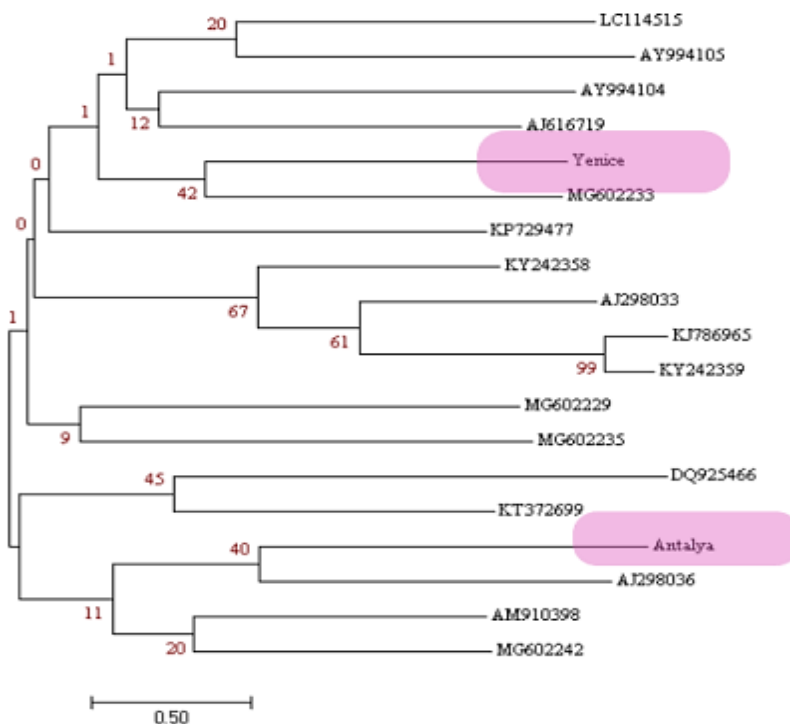 20
LC114515
AY994105
1
AY994104
12
AJ616719
1
Yenice
42
MG602233
0
KP729477
0
KY242358
67
AJ298033
61
KJ786965
99
KY242359
1
MG602229
9
MG602235
45
DQ925466
KT372699
40
Antalya
AJ298036
11
AM910398
20
MG602242
0.50